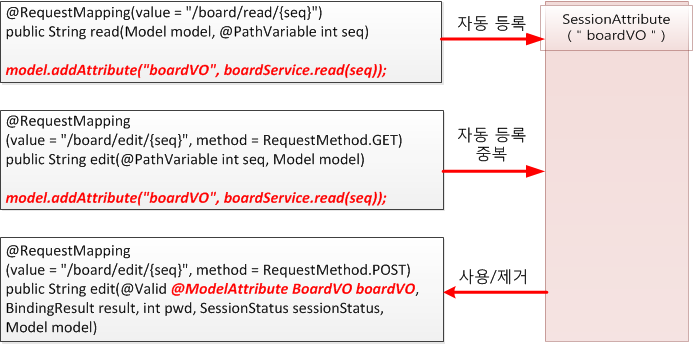 @RequestMapping(value = "/board/read/{seq}")
public String read(Model model, @PathVariable int seq)
model.addAttribute("boardVO", boardService.read(seq));
자동 등록
SessionAttribute
( " boardVO " )
@RequestMapping
(value = "/board/edit/{seq}", method = RequestMethod.GET)
public String edit(@PathVariable int seq, Model model)
model.addAttribute("boardVO", boardService.read(seq));
자동 등록
중복
@RequestMapping
(value = "/board/edit/{seq}", method = RequestMethod.POST)
public String edit(@Valid @ModelAttribute BoardVO boardVO,
BindingResult result, int pwd, SessionStatus sessionStatus,
Model model)
사용/제거